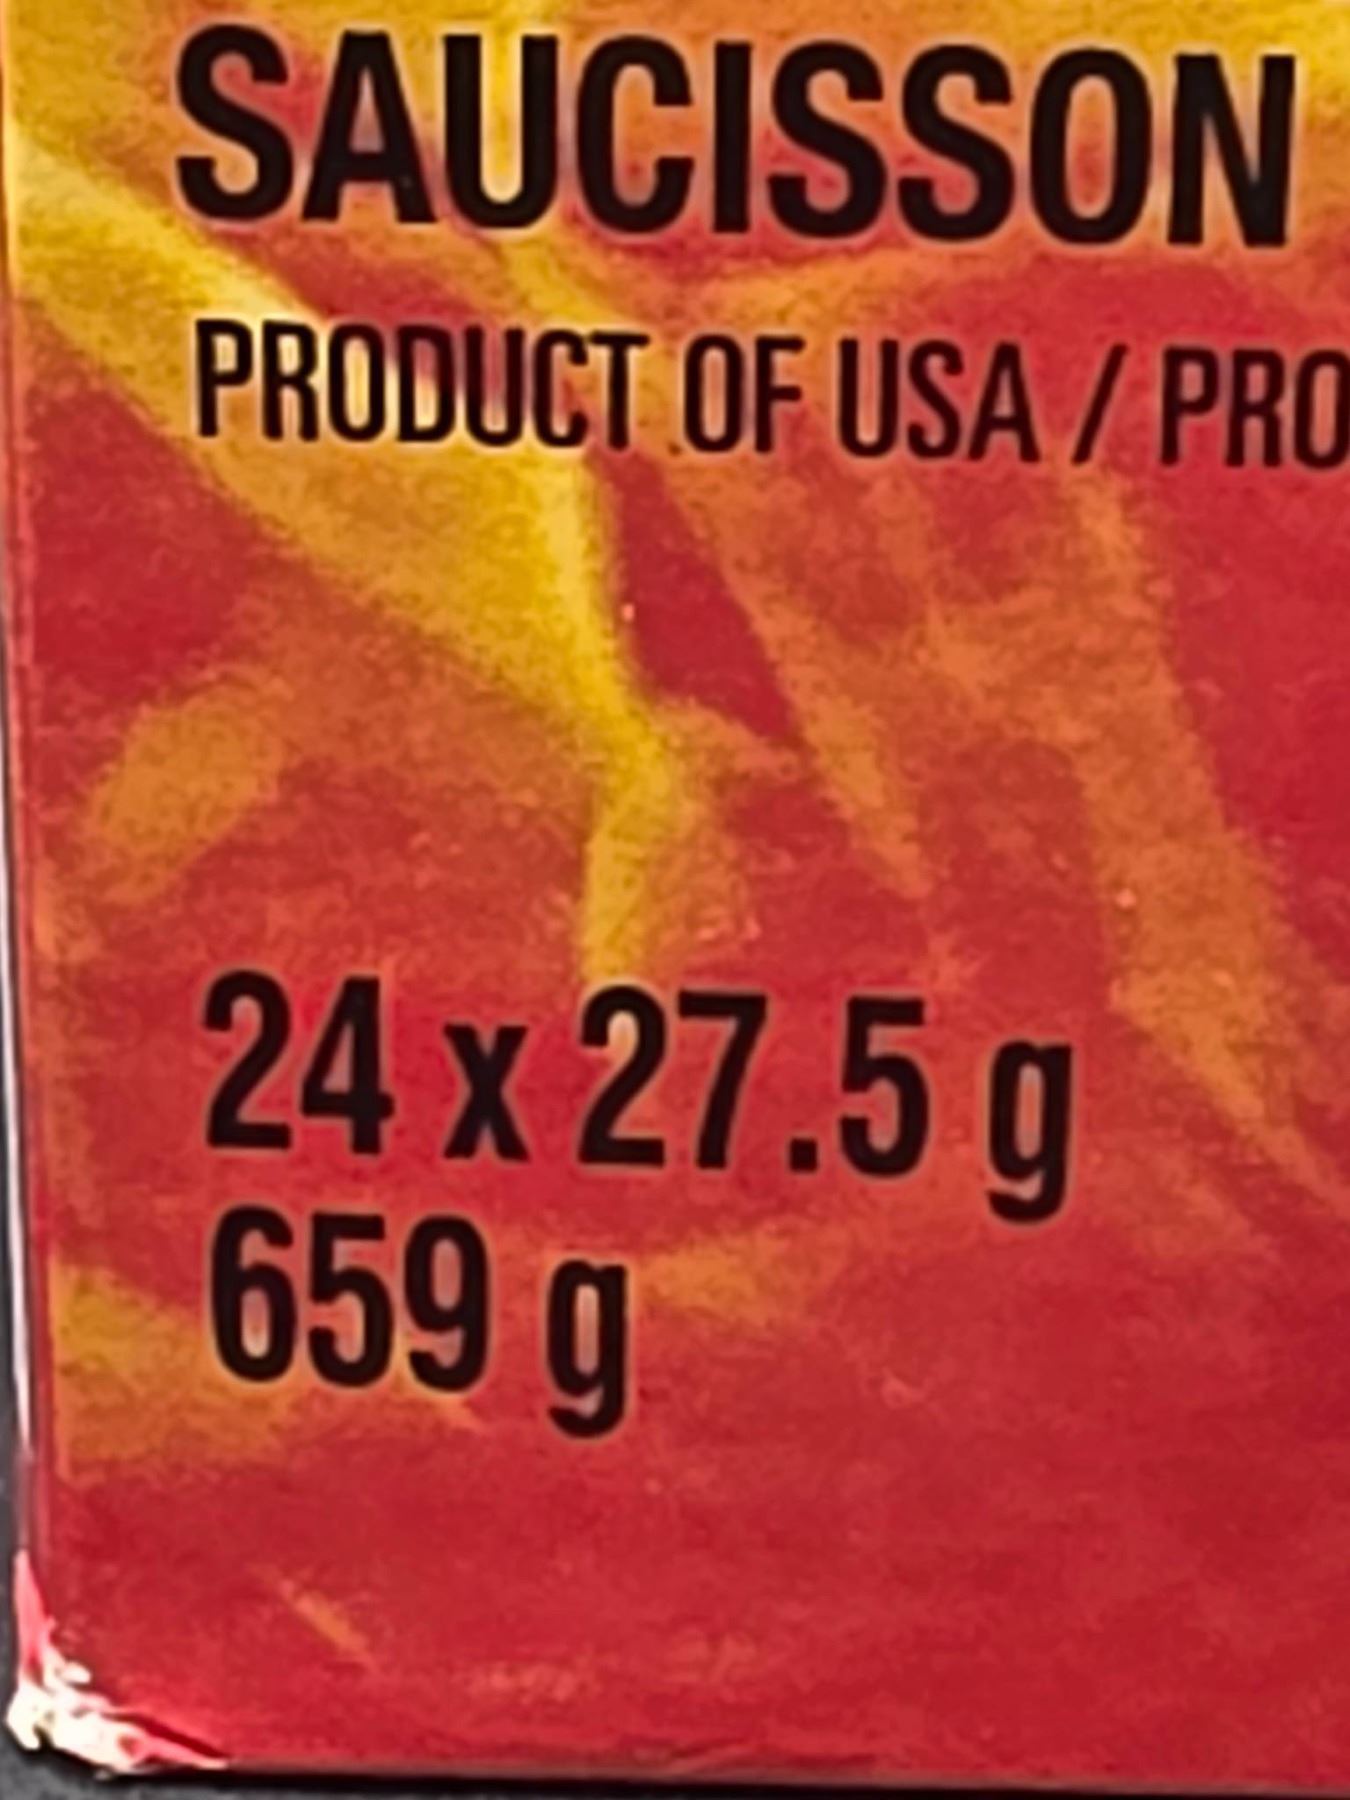 SAUCISSON
PRODUCT OF USA / PRO
24 x 27.5 g
659 g